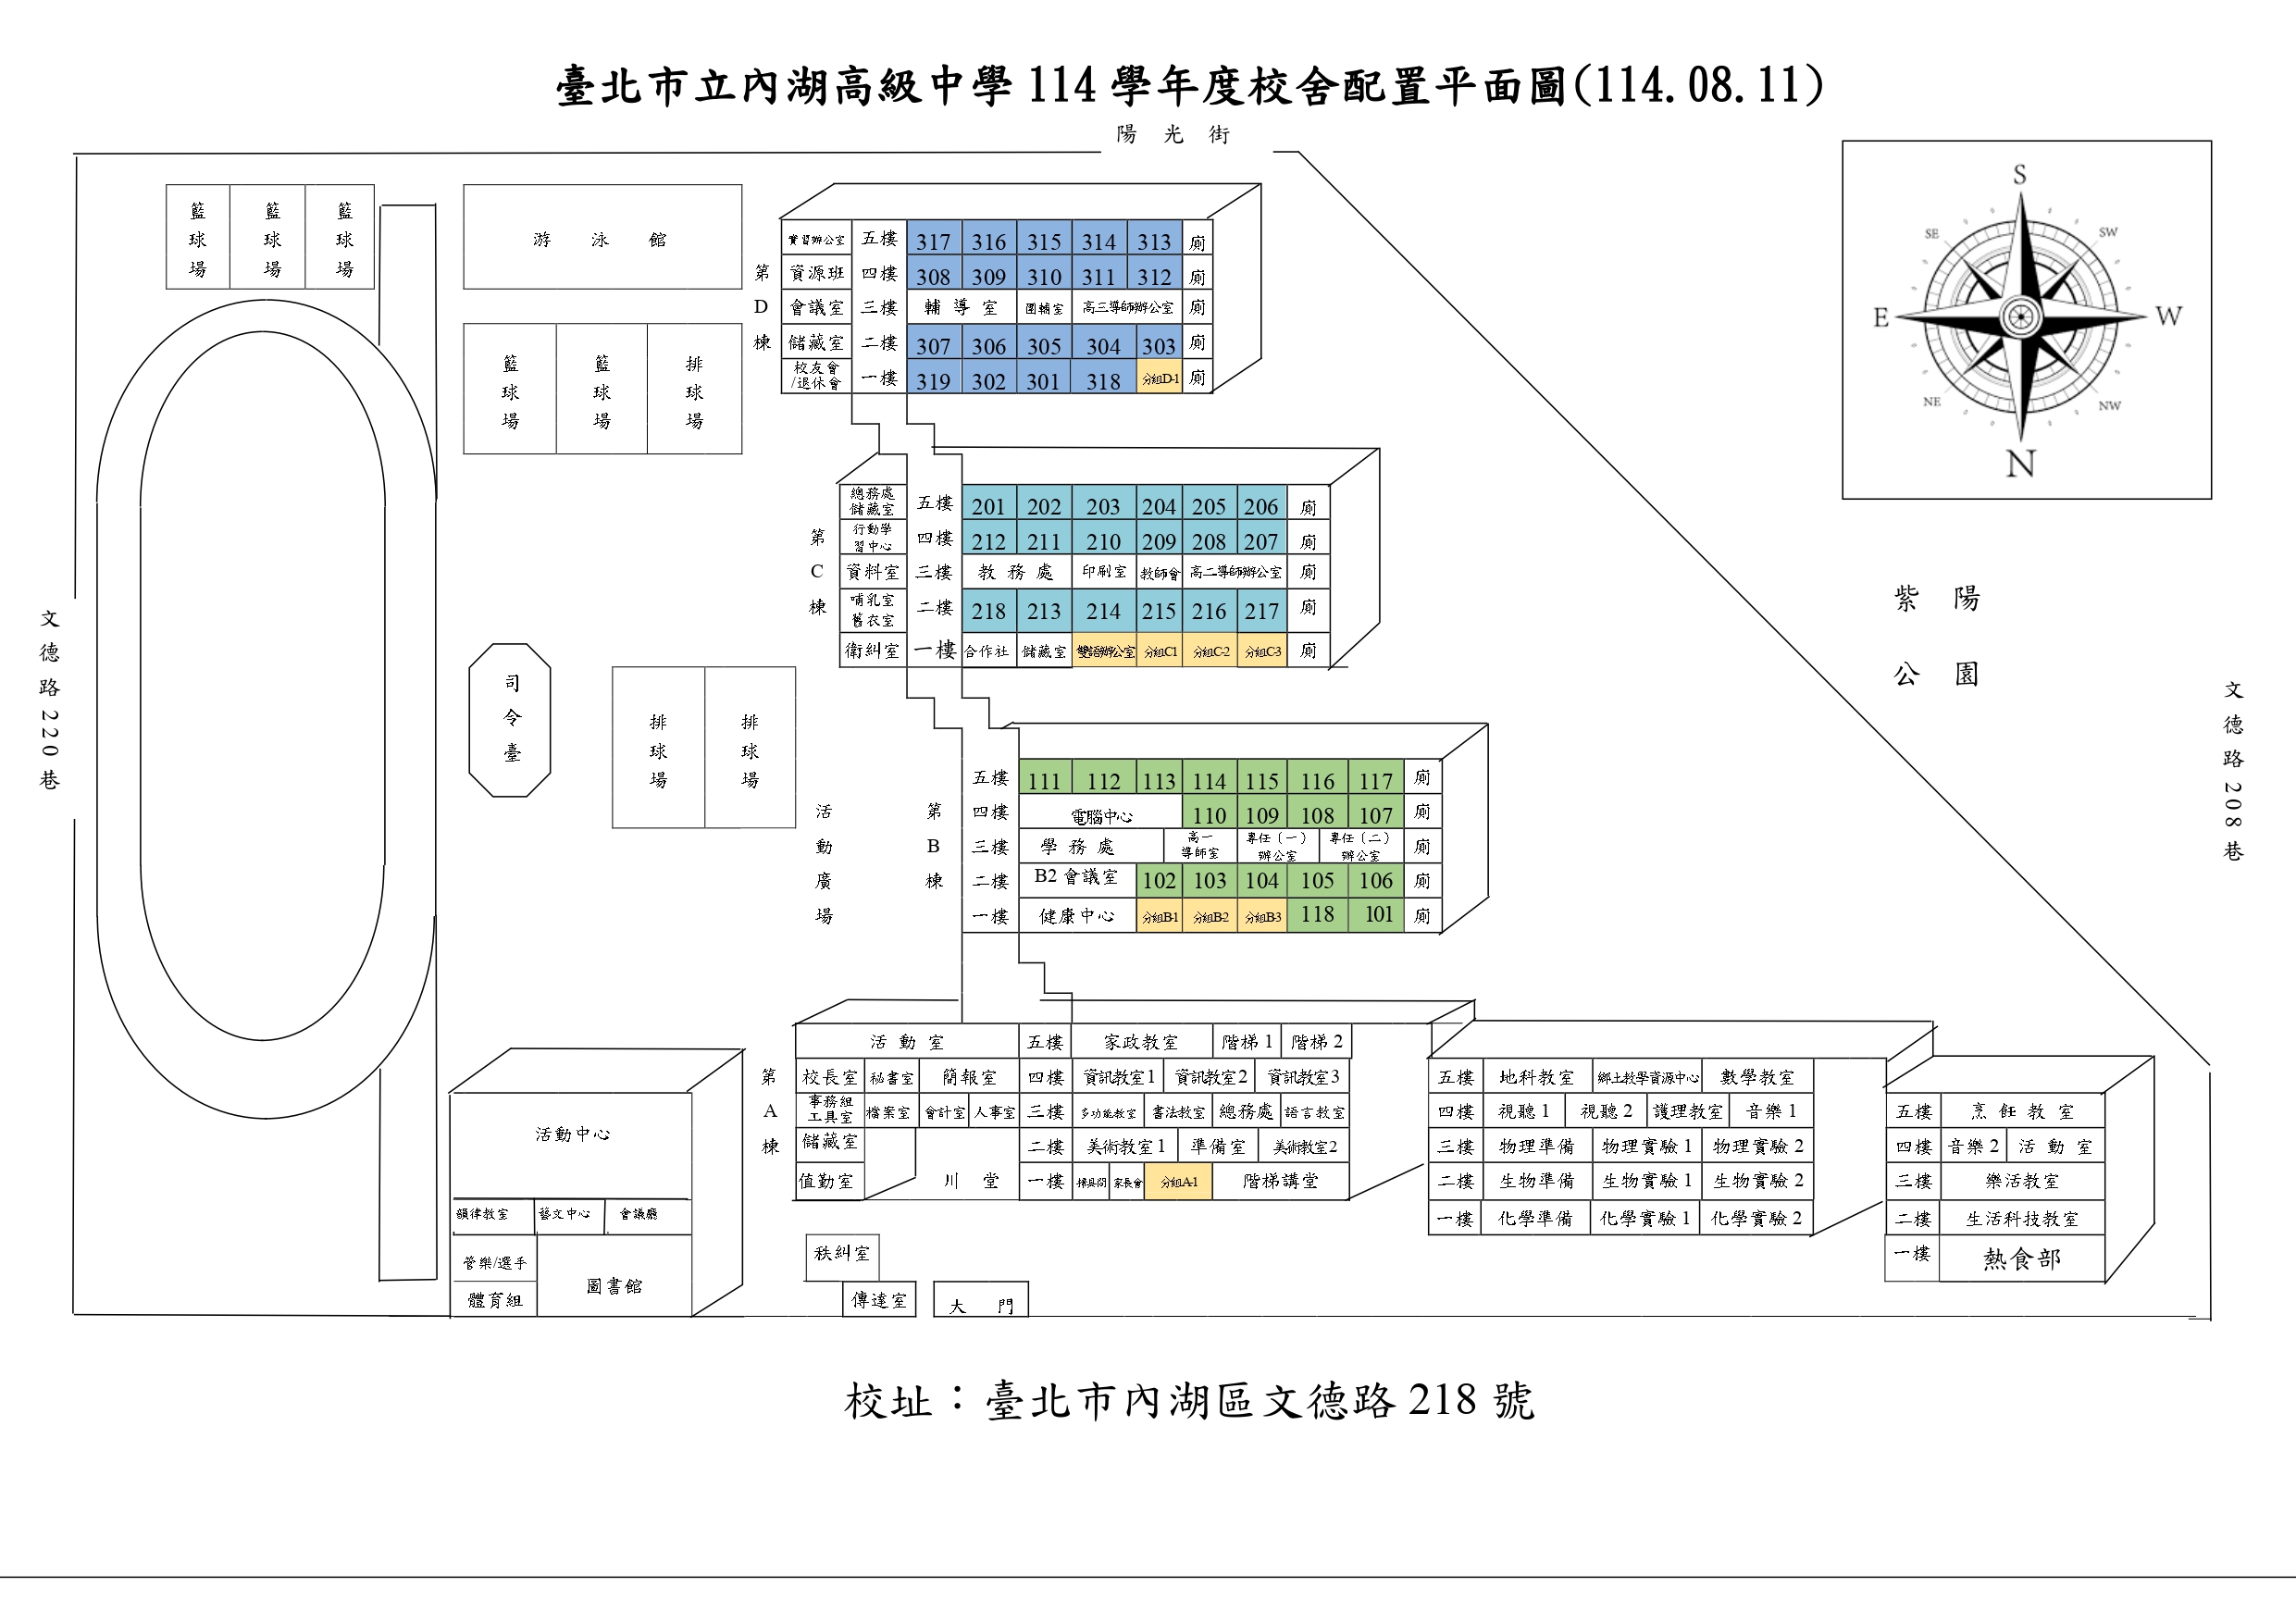 臺北市立內湖高級中學 114 學年度校舍配置平面圖(114.08.11)
陽 光 街
籃球場 籃球場 籃球場
游 泳 館
籃球場 籃球場 排球場
第D棟
實習辦公室 五樓 317 316 315 314 313 廁
資源班 四樓 308 309 310 311 312 廁
會議室 三樓 輔 導 室 團輔室 高三導師辦公室 廁
儲藏室 二樓 307 306 305 304 303 廁
校友會/退休會 一樓 319 302 301 318 分組D-1 廁
S
SE SW
E W
NE NW
N
第C棟
總務處儲藏室 五樓 201 202 203 204 205 206 廁
行動學習中心 四樓 212 211 210 209 208 207 廁
資料室 三樓 教 務 處 印刷室 教師會 高二導師辦公室 廁
哺乳室舊衣室 二樓 218 213 214 215 216 217 廁
衛糾室 一樓 合作社 儲藏室 雙語辦公室 分組C1 分組C-2 分組C-3 廁
紫 陽
公 園
文德路 220 巷
文德路 208 巷
司令臺
排球場 排球場
活動廣場
第B棟
五樓 111 112 113 114 115 116 117 廁
四樓 電腦中心 110 109 108 107 廁
三樓 學 務 處 高一導師室 專任(一)辦公室 專任(二)辦公室 廁
二樓 B2 會議室 102 103 104 105 106 廁
一樓 健康中心 分組B-1 分組B-2 分組B-3 118 101 廁
第A棟
活 動 室 五樓 家政教室 階梯 1 階梯 2
校長室 秘書室 簡報室 四樓 資訊教室1 資訊教室2 資訊教室3
事務組工具室 檔案室 會計室 人事室 三樓 多功能教室 書法教室 總務處 語言教室
儲藏室 二樓 美術教室 1 準備室 美術教室2
值勤室 川 堂 一樓 掃具間 家長會 分組A-1 階梯講堂
五樓 地科教室 鄉土教學資源中心 數學教室
四樓 視聽 1 視聽 2 護理教室 音樂 1
三樓 物理準備 物理實驗 1 物理實驗 2
二樓 生物準備 生物實驗 1 生物實驗 2
一樓 化學準備 化學實驗 1 化學實驗 2
五樓 烹 飪 教 室
四樓 音樂 2 活 動 室
三樓 樂活教室
二樓 生活科技教室
一樓 熱食部
活動中心
韻律教室 藝文中心 會議廳
管樂/選手
圖書館
體育組
秩糾室
傳達室
大 門
校址：臺北市內湖區文德路 218 號